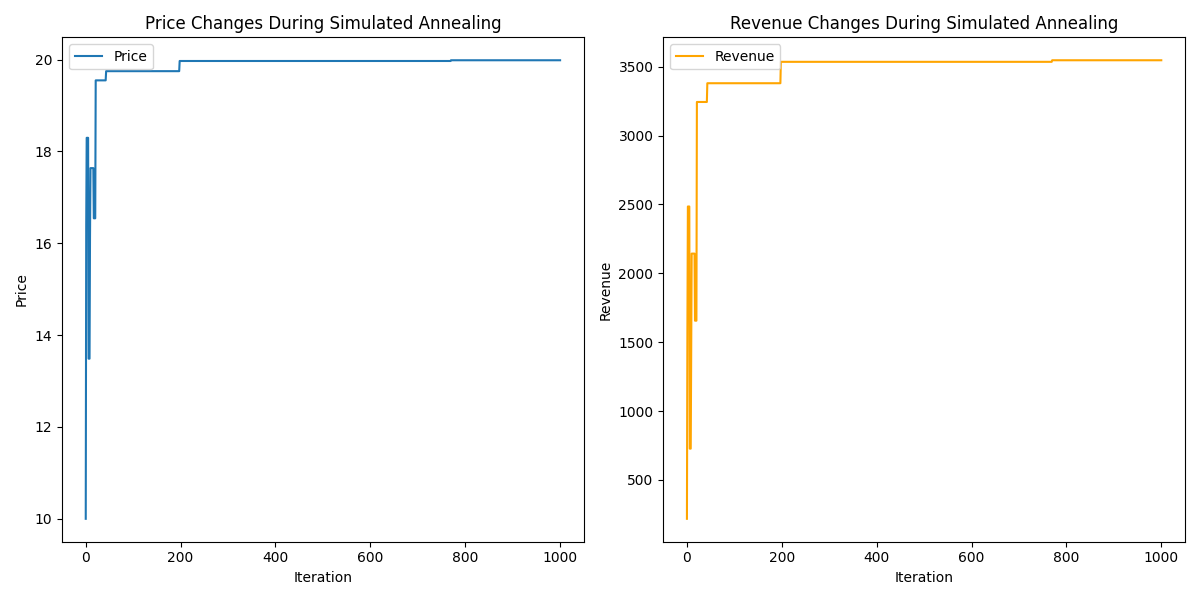 Price Changes During Simulated Annealing
Price
20
18
16
14
12
10
Price
0 200 400 600 800 1000
Iteration
Revenue Changes During Simulated Annealing
Revenue
3500
3000
2500
2000
1500
1000
500
Revenue
0 200 400 600 800 1000
Iteration